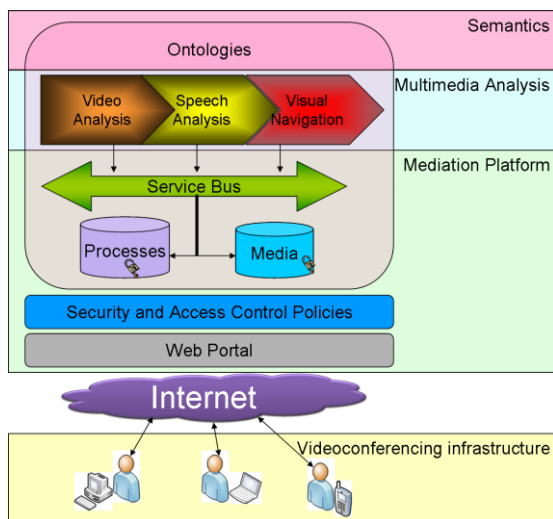 Semantics
Ontologies
Multimedia Analysis
Video
Analysis
Speech
Analysis
Visual
Navigation
Mediation Platform
Service Bus
Processes
Media
Security and Access Control Policies
Web Portal
Internet
Videoconferencing infrastructure